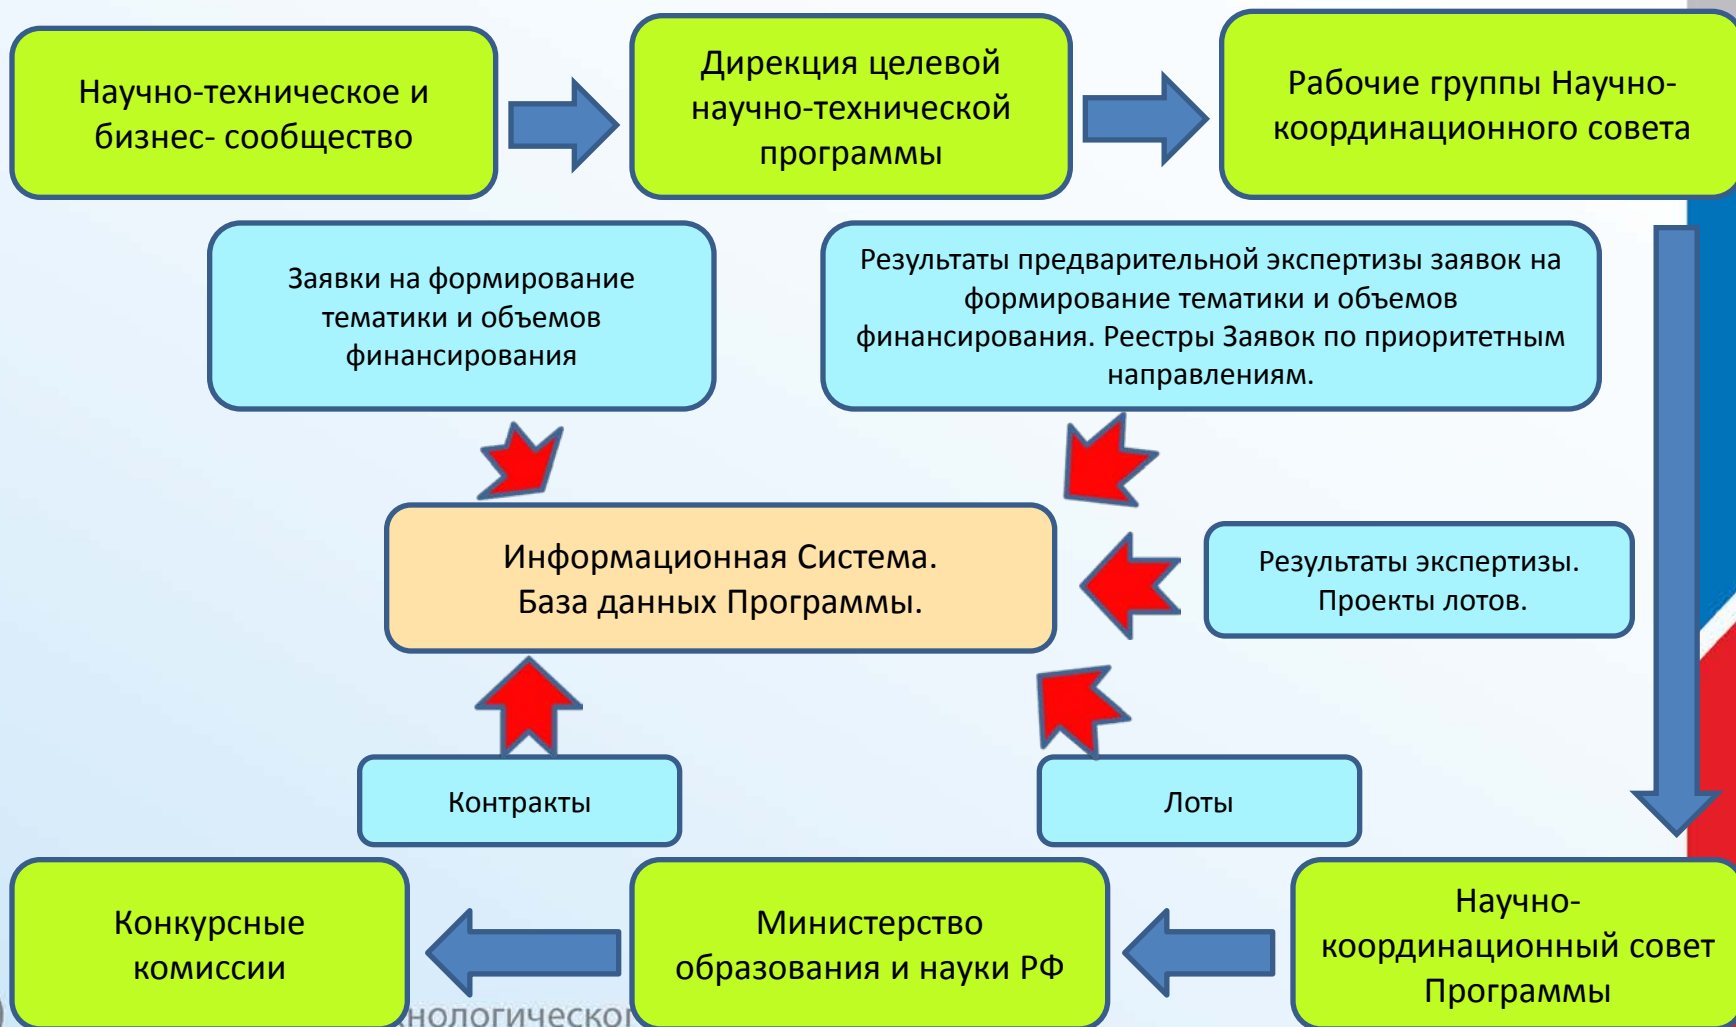 Научно-техническое и
бизнес- сообщество
Дирекция целевой
научно-технической
программы
Рабочие группы Научно-
координационного совета
Заявки на формирование
тематики и объемов
финансирования
Результаты предварительной экспертизы заявок на
формирование тематики и объемов
финансирования. Реестры Заявок по приоритетным
направлениям.
Информационная Система.
База данных Программы.
Результаты экспертизы.
Проекты лотов.
Контракты
Лоты
Конкурсные
комиссии
Министерство
образования и науки РФ
Научно-
координационный совет
Программы